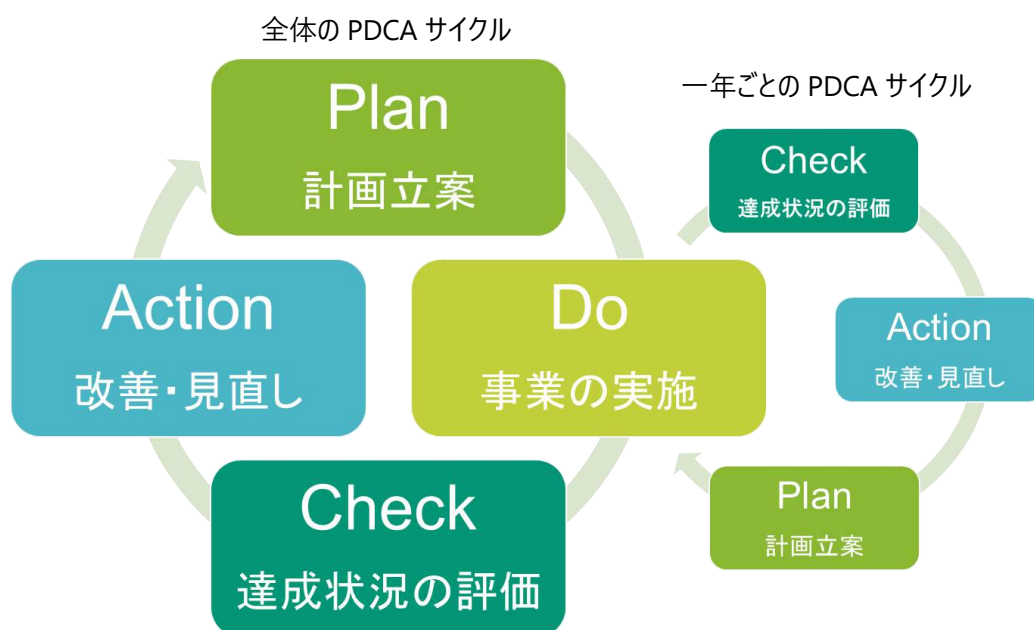 全体の PDCA サイクル
Plan
計画立案
Do
事業の実施
Check
達成状況の評価
Action
改善・見直し
一年ごとの PDCA サイクル
Check
達成状況の評価
Action
改善・見直し
Plan
計画立案